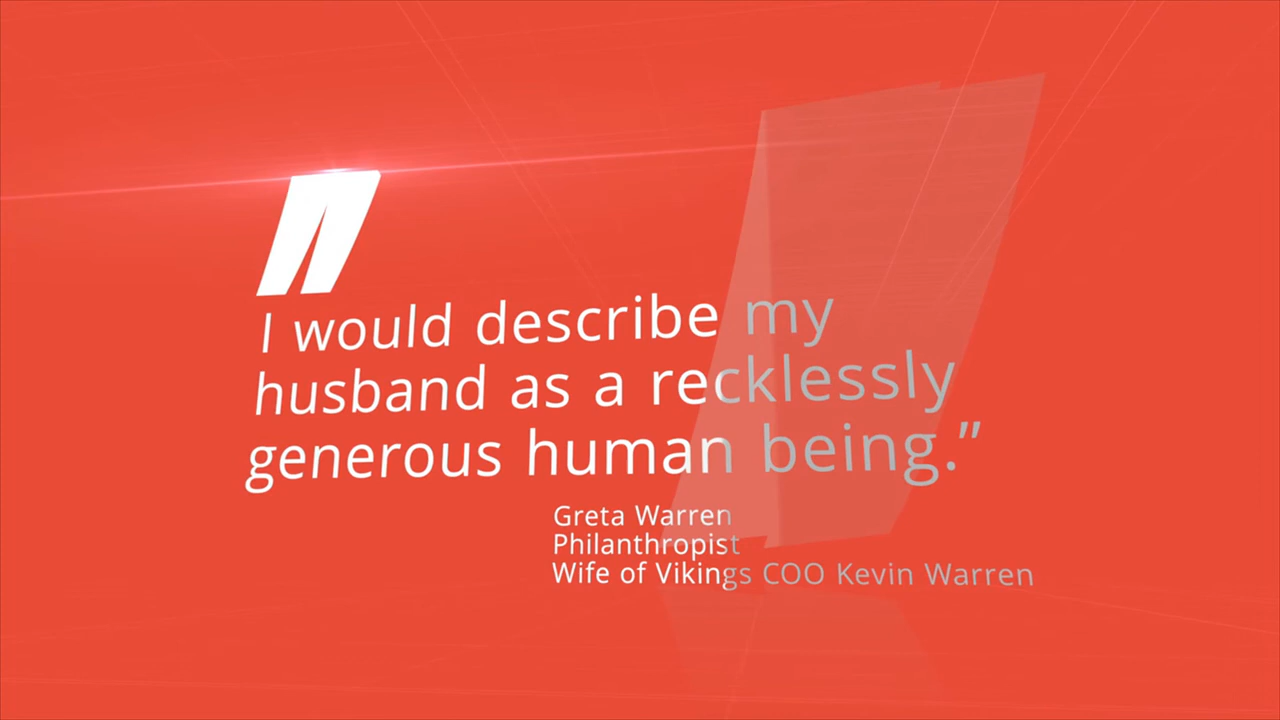 "I would describe my
husband as a recklessly
generous human being.”
Greta Warren
Philanthropist
Wife of Vikings COO Kevin Warren